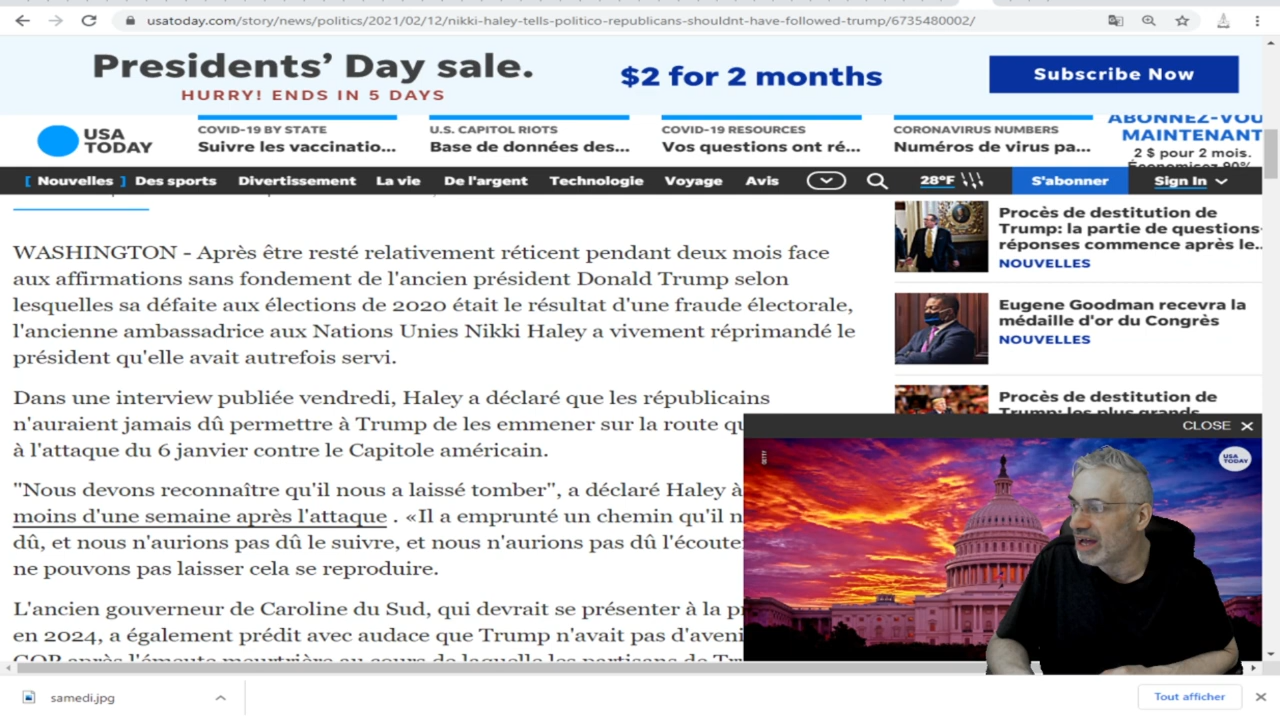 usatoday.com/story/news/politics/2021/02/12/nikki-haley-tells-politico-republicans-shouldnt-have-followed-trump/6735480002/
Presidents' Day sale.
HURRY! ENDS IN 5 DAYS
$2 for 2 months
Subscribe Now
USA
TODAY
COVID-19 BY STATE
Suivre les vaccinatio...
U.S. CAPITOL RIOTS
Base de données des...
COVID-19 RESOURCES
Vos questions ont ré...
CORONAVIRUS NUMBERS
Numéros de virus pa...
ABONNEZ-VOU
MAINTENANT
2 $ pour 2 mois.
Économisez 90%
[ Nouvelles ] Des sports Divertissement La vie De l'argent Technologie Voyage Avis 28°F S'abonner Sign In
WASHINGTON - Après être resté relativement réticent pendant deux mois face
aux affirmations sans fondement de l'ancien président Donald Trump selon
lesquelles sa défaite aux élections de 2020 était le résultat d'une fraude électorale,
l'ancienne ambassadrice aux Nations Unies Nikki Haley a vivement réprimandé le
président qu'elle avait autrefois servi.
Dans une interview publiée vendredi, Haley a déclaré que les républicains
n'auraient jamais dû permettre à Trump de les emmener sur la route qu
à l'attaque du 6 janvier contre le Capitole américain.
"Nous devons reconnaître qu'il nous a laissé tomber", a déclaré Haley à
moins d'une semaine après l'attaque . «Il a emprunté un chemin qu'il n
dû, et nous n'aurions pas dû le suivre, et nous n'aurions pas dû l'écoute
ne pouvons pas laisser cela se reproduire.
L'ancien gouverneur de Caroline du Sud, qui devrait se présenter à la p
en 2024, a également prédit avec audace que Trump n'avait pas d'aveni
GOP après l'émeute meurtrière au cours de laquelle les partisans de Tr
Procès de destitution de
Trump: la partie de questions-
réponses commence après le...
NOUVELLES
Eugene Goodman recevra la
médaille d'or du Congrès
NOUVELLES
Procès de destitution de
Trump: les plus grands
CLOSE
GETTY
USA
TODAY
samedi.jpg
Tout afficher